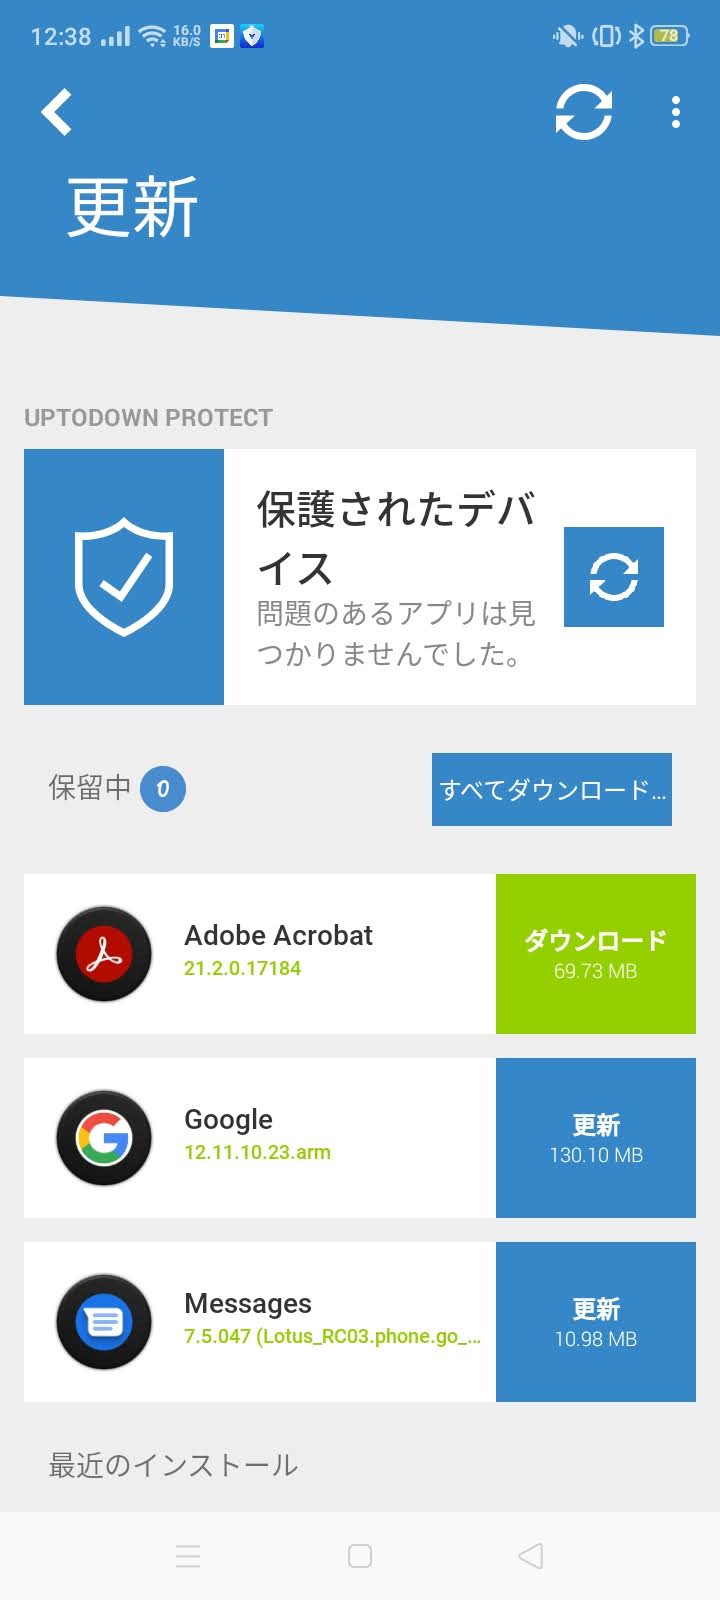 12:38
16.0
KB/S
31
78
更新
UPTODOWN PROTECT
保護されたデバ
イス
問題のあるアプリは見
つかりませんでした。
保留中 0
すべてダウンロード...
Adobe Acrobat
21.2.0.17184
ダウンロード
69.73 MB
Google
12.11.10.23.arm
更新
130.10 MB
Messages
7.5.047 (Lotus_RC03.phone.go_...
更新
10.98 MB
最近のインストール